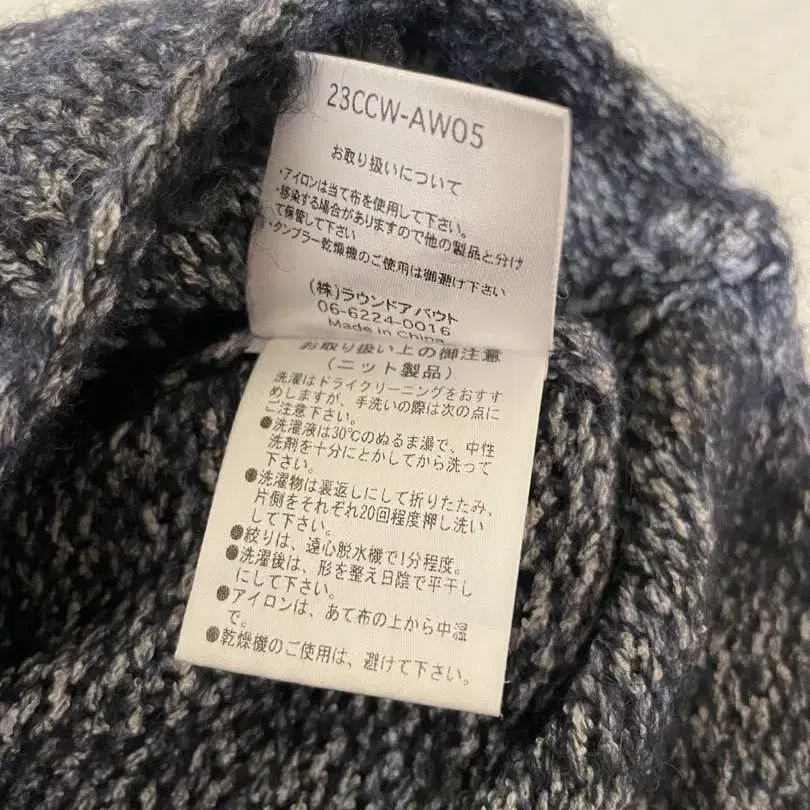 23CCW-AW05
お取り扱いについて
・アイロンは当て布を使用して下さい。
・移染する場合がありますので他の製品と分け
て保管して下さい
・タンブラー乾燥機のご使用は御避け下さい
(株)ラウンドアバウト
06-6224-0016
Made in China
お取り扱い上の御注意
(ニット製品)
洗濯はドライクリーニングをおすす
めしますが、手洗いの際は次の点に
ご注意下さい。
●洗濯液は30℃のぬるま湯で、中性
洗剤を十分にとかしてから洗って
下さい。
●洗濯物は裏返しにして折りたたみ、
片側をそれぞれ20回程度押し洗い
して下さい。
●絞りは、遠心脱水機で1分程度。
●洗濯後は、形を整え日陰で平干し
にして下さい。
●アイロンは、あて布の上から中温
で。
●乾燥機のご使用は、避けて下さい。